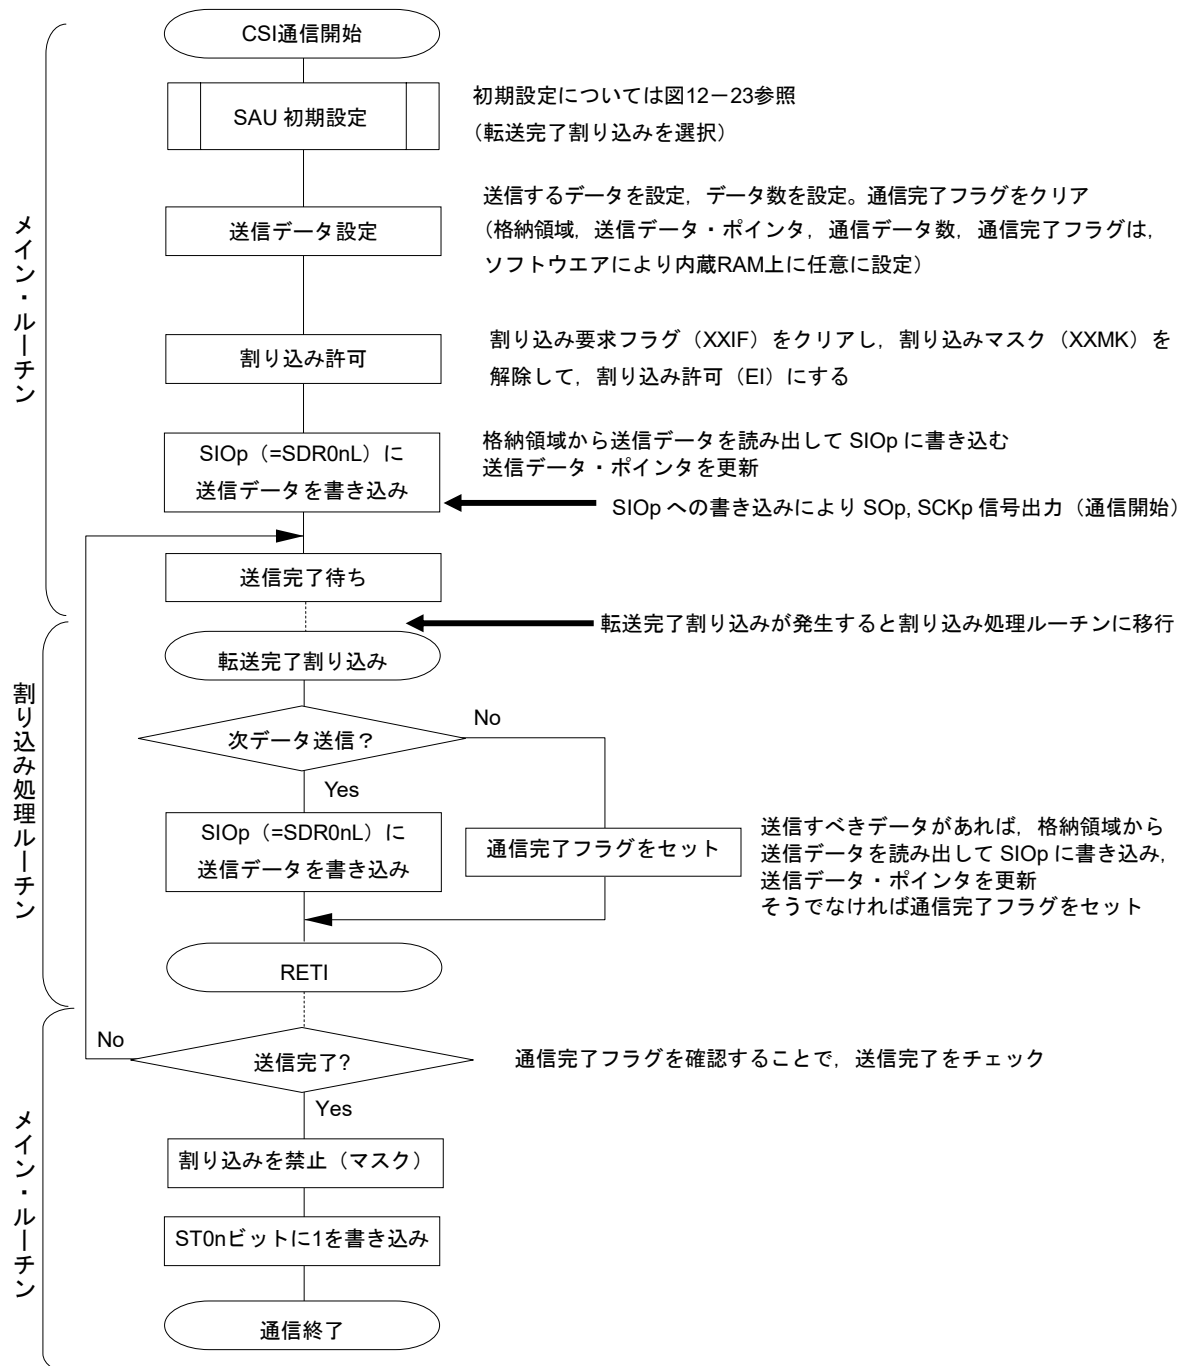 CSI通信開始
SAU 初期設定
初期設定については図12－23参照
（転送完了割り込みを選択）
メイン・ルーチン
送信データ設定
送信するデータを設定，データ数を設定。通信完了フラグをクリア
（格納領域，送信データ・ポインタ，通信データ数，通信完了フラグは，
ソフトウエアにより内蔵RAM上に任意に設定）
割り込み許可
割り込み要求フラグ（XXIF）をクリアし，割り込みマスク（XXMK）を
解除して，割り込み許可（EI）にする
SIOp（=SDR0nL）に
送信データを書き込み
格納領域から送信データを読み出して SIOp に書き込む
送信データ・ポインタを更新
SIOp への書き込みにより SOp, SCKp 信号出力（通信開始）
送信完了待ち
転送完了割り込みが発生すると割り込み処理ルーチンに移行
割り込み処理ルーチン
転送完了割り込み
次データ送信？
No
Yes
SIOp（=SDR0nL）に
送信データを書き込み
通信完了フラグをセット
送信すべきデータがあれば，格納領域から
送信データを読み出して SIOp に書き込み，
送信データ・ポインタを更新
そうでなければ通信完了フラグをセット
RETI
メイン・ルーチン
No
送信完了?
通信完了フラグを確認することで，送信完了をチェック
Yes
割り込みを禁止（マスク）
ST0nビットに1を書き込み
通信終了